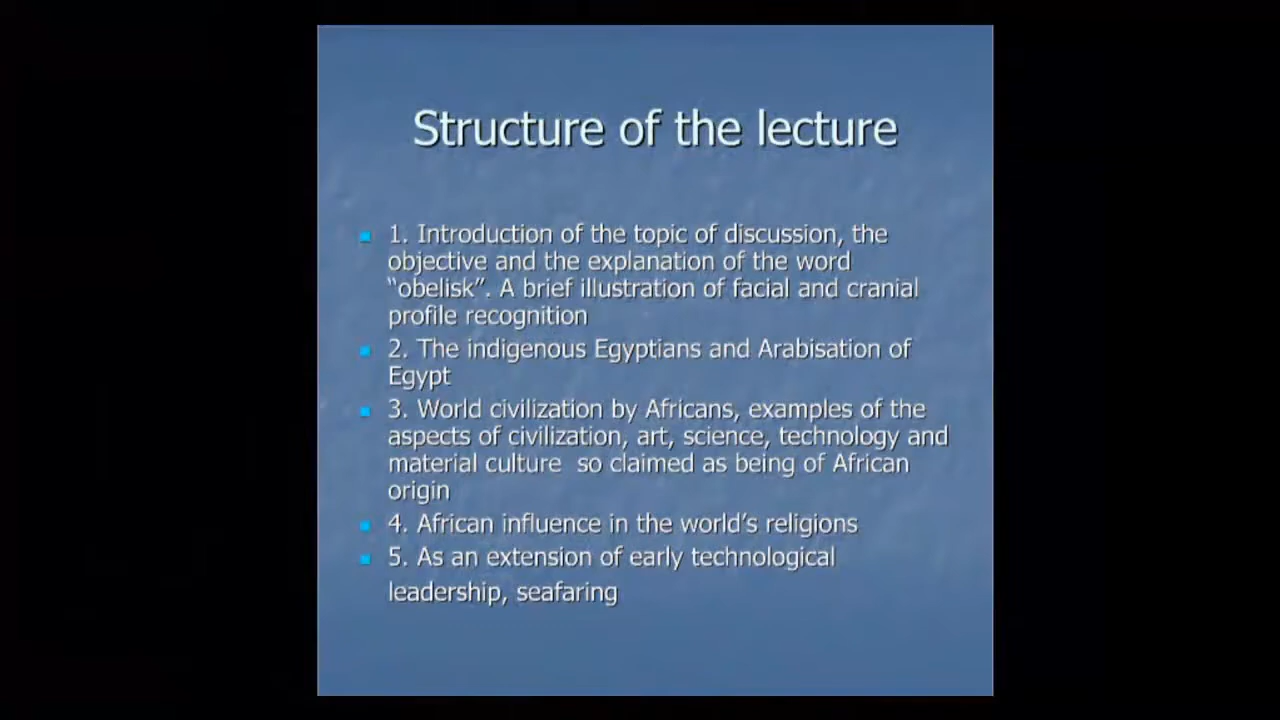 Structure of the lecture
1. Introduction of the topic of discussion, the
objective and the explanation of the word
“obelisk”. A brief illustration of facial and cranial
profile recognition
2. The indigenous Egyptians and Arabisation of
Egypt
3. World civilization by Africans, examples of the
aspects of civilization, art, science, technology and
material culture  so claimed as being of African
origin
4. African influence in the world’s religions
5. As an extension of early technological
leadership, seafaring